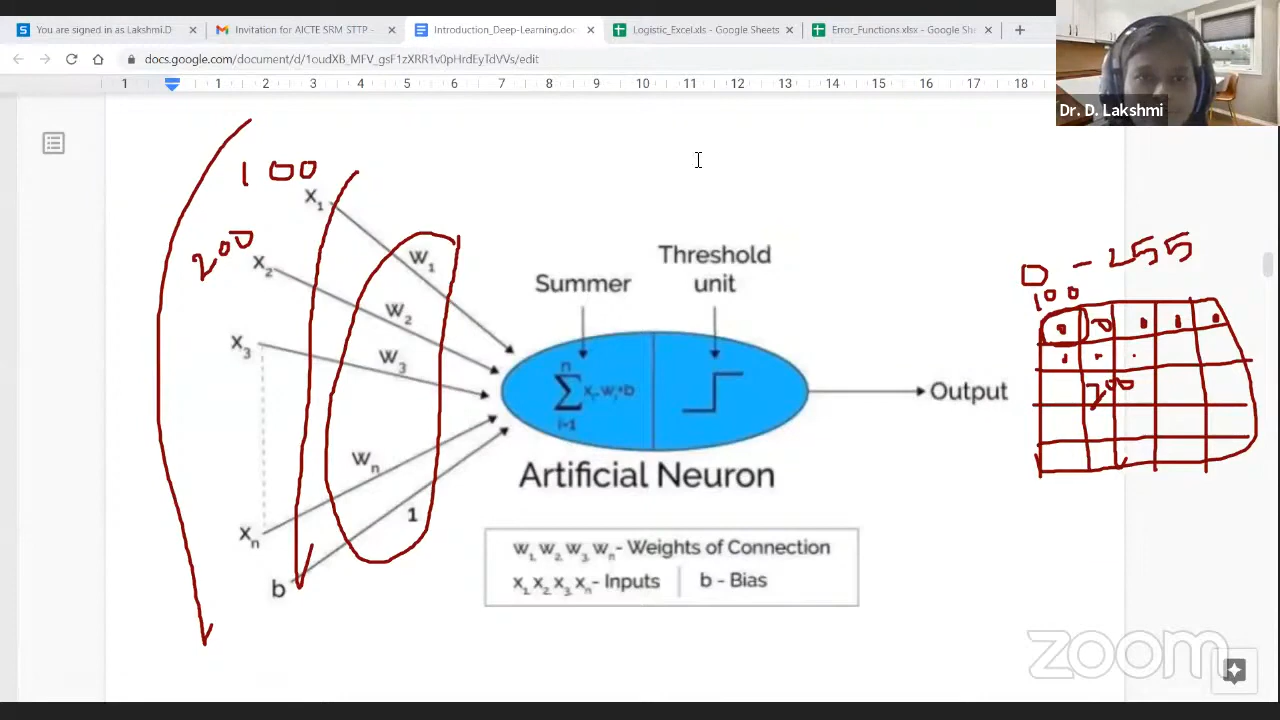 You are signed in as Lakshmi.D
Invitation for AICTE SRM STTP -
Introduction_Deep-Learning.doc
Logistic_Excel.xls - Google Sheets
Error_Functions.xlsx - Google She
docs.google.com/document/d/1oudXB_MFV_gsF1zXRR1v0pHrdEyTdVVs/edit
1 1 2 3 4 5 6 7 8 9 10 11 12 13 14 15 16 17 18
Dr. D. Lakshmi
100
X1
200
X2
X3
Xn
b
W1
W2
W3
Wn
1
Summer
Threshold
unit
n
∑ xi.wi+b
i=1
Output
Artificial Neuron
W1 W2 W3 Wn- Weights of Connection
X1 X2 X3 Xn- Inputs
b - Bias
0 - 255
100
200
zoom